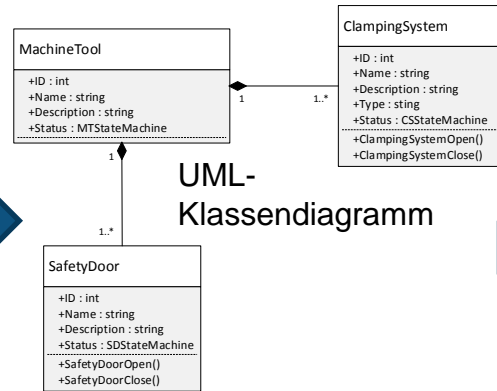 MachineTool
+ID : int
+Name : string
+Description : string
+Status : MTStateMachine
1
1..*
1
1..*
ClampingSystem
+ID : int
+Name : string
+Description : string
+Type : sting
+Status : CSStateMachine
+ClampingSystemOpen()
+ClampingSystemClose()
UML-
Klassendiagramm
SafetyDoor
+ID : int
+Name : string
+Description : string
+Status : SDStateMachine
+SafetyDoorOpen()
+SafetyDoorClose()